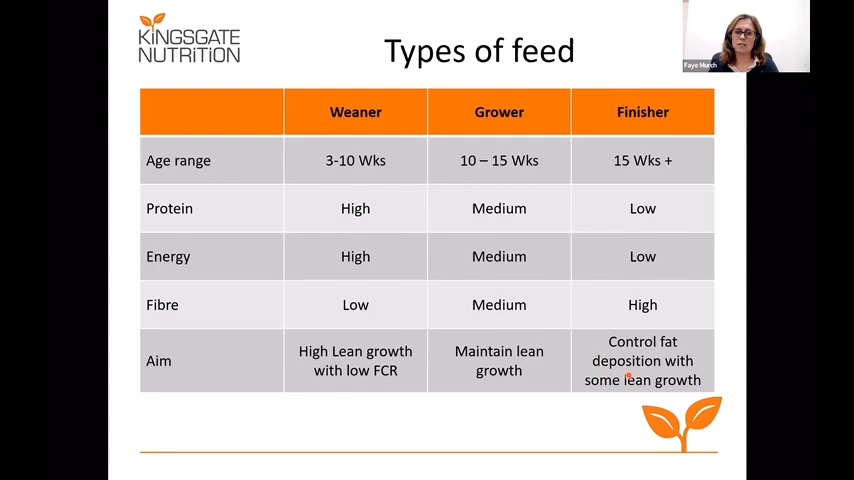 KINGSGATE
NUTRITION
Types of feed
Faye Murch
Weaner Grower Finisher
Age range 3-10 Wks 10 – 15 Wks 15 Wks +
Protein High Medium Low
Energy High Medium Low
Fibre Low Medium High
Aim
High Lean growth
with low FCR
Maintain lean
growth
Control fat
deposition with
some lean growth